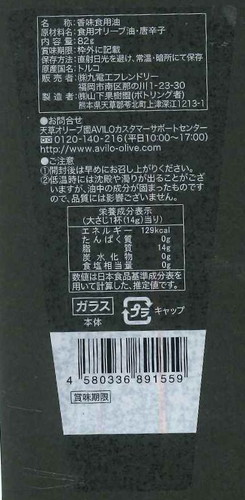 名称：香味食用油
原材料名：食用オリーブ油・唐辛子
内容量：82g
賞味期限：枠外に記載
保存方法：直射日光を避け、常温・暗所にて保存
原産国名：トルコ
販売者：㈱九電工フレンドリー
福岡市南区那の川1-23-30
製造者：㈱山下果樹園(ボトリング者)
熊本県天草郡苓北町上津深江1213-1
●お問い合わせ
天草オリーブ園AVILOカスタマーサポートセンター
☎0120-140-216(平日10:00〜17:00)
http://www.avilo-olive.com
●ご注意
①開封後は早めにお召し上がりください。
②低温時には沈殿や濁りが出ることがござ
いますが、油中の成分が固まったものです
ので、品質には影響ございません。
栄養成分表示
(大さじ1杯(14g)当り)
エネルギー 129kcal
たんぱく質 0g
脂質 14g
炭水化物 0g
食塩相当量 0g
数値は日本食品基準成分表を
用いて計算した、推定値です。
ガラス
本体
プラ
キャップ
4 580336 891559
賞味期限